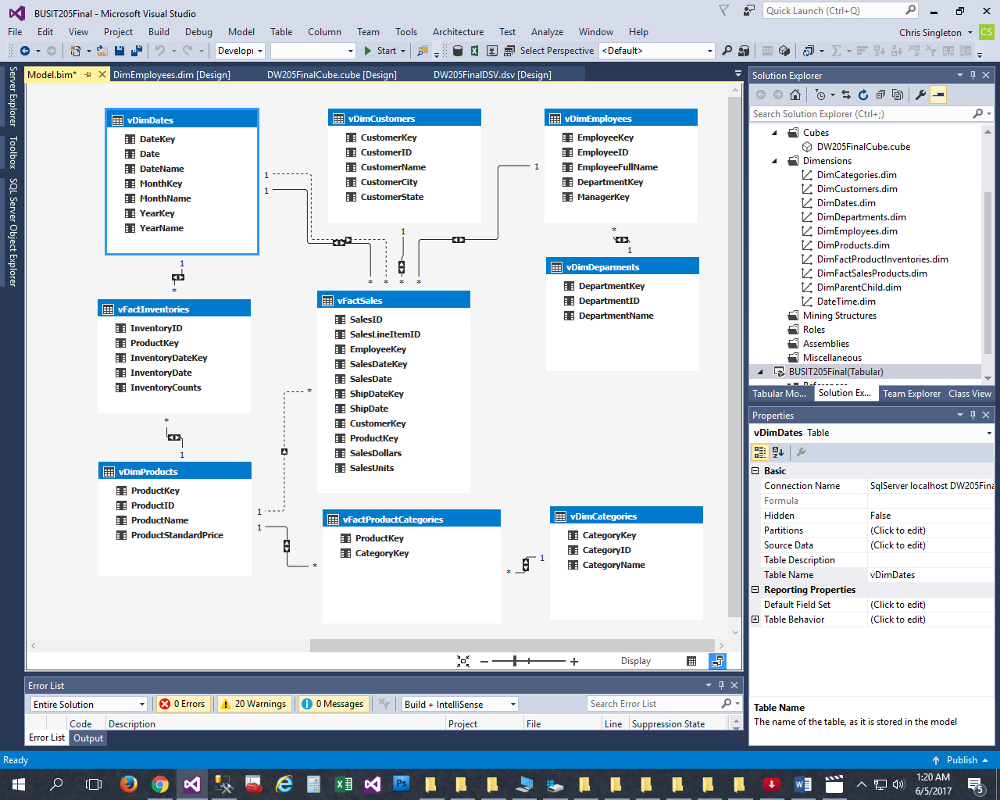 BUSIT205Final - Microsoft Visual Studio
Quick Launch (Ctrl+Q)
File Edit View Project Build Debug Model Table Column Team Tools Architecture Test Analyze Window Help
Chris Singleton CS
Developi Start Select Perspective <Default>
Server Explorer
Toolbox
SQL Server Object Explorer
Model.bim* DimEmployees.dim [Design] DW205FinalCube.cube [Design] DW205FinalDSV.dsv [Design]
vDimDates
DateKey
Date
DateName
MonthKey
MonthName
YearKey
YearName
1
1
1
*
vDimCustomers
CustomerKey
CustomerID
CustomerName
CustomerCity
CustomerState
1
vDimEmployees
EmployeeKey
EmployeeID
EmployeeFullName
DepartmentKey
ManagerKey
1
*
1
vDimDeparments
DepartmentKey
DepartmentID
DepartmentName
* * * *
vFactInventories
InventoryID
ProductKey
InventoryDateKey
InventoryDate
InventoryCounts
*
1
vFactSales
SalesID
SalesLineItemID
EmployeeKey
SalesDateKey
SalesDate
ShipDateKey
ShipDate
CustomerKey
ProductKey
SalesDollars
SalesUnits
*
vDimProducts
ProductKey
ProductID
ProductName
ProductStandardPrice
1
1
*
vFactProductCategories
ProductKey
CategoryKey
*
1
vDimCategories
CategoryKey
CategoryID
CategoryName
Display
Solution Explorer
Search Solution Explorer (Ctrl+;)
Cubes
DW205FinalCube.cube
Dimensions
DimCategories.dim
DimCustomers.dim
DimDates.dim
DimDepartments.dim
DimEmployees.dim
DimProducts.dim
DimFactProductInventories.dim
DimFactSalesProducts.dim
DimParentChild.dim
DateTime.dim
Mining Structures
Roles
Assemblies
Miscellaneous
BUSIT205Final(Tabular)
References
Tabular Mo... Solution Ex... Team Explorer Class View
Properties
vDimDates Table
Basic
Connection Name SqlServer localhost DW205Fina
Formula
Hidden False
Partitions (Click to edit)
Source Data (Click to edit)
Table Description
Table Name vDimDates
Reporting Properties
Default Field Set (Click to edit)
Table Behavior (Click to edit)
Table Name
The name of the table, as it is stored in the model
Error List
Entire Solution 0 Errors 20 Warnings 0 Messages Build + IntelliSense Search Error List
Code Description Project File Line Suppression State
Error List Output
Ready Publish
1:20 AM
6/5/2017
5